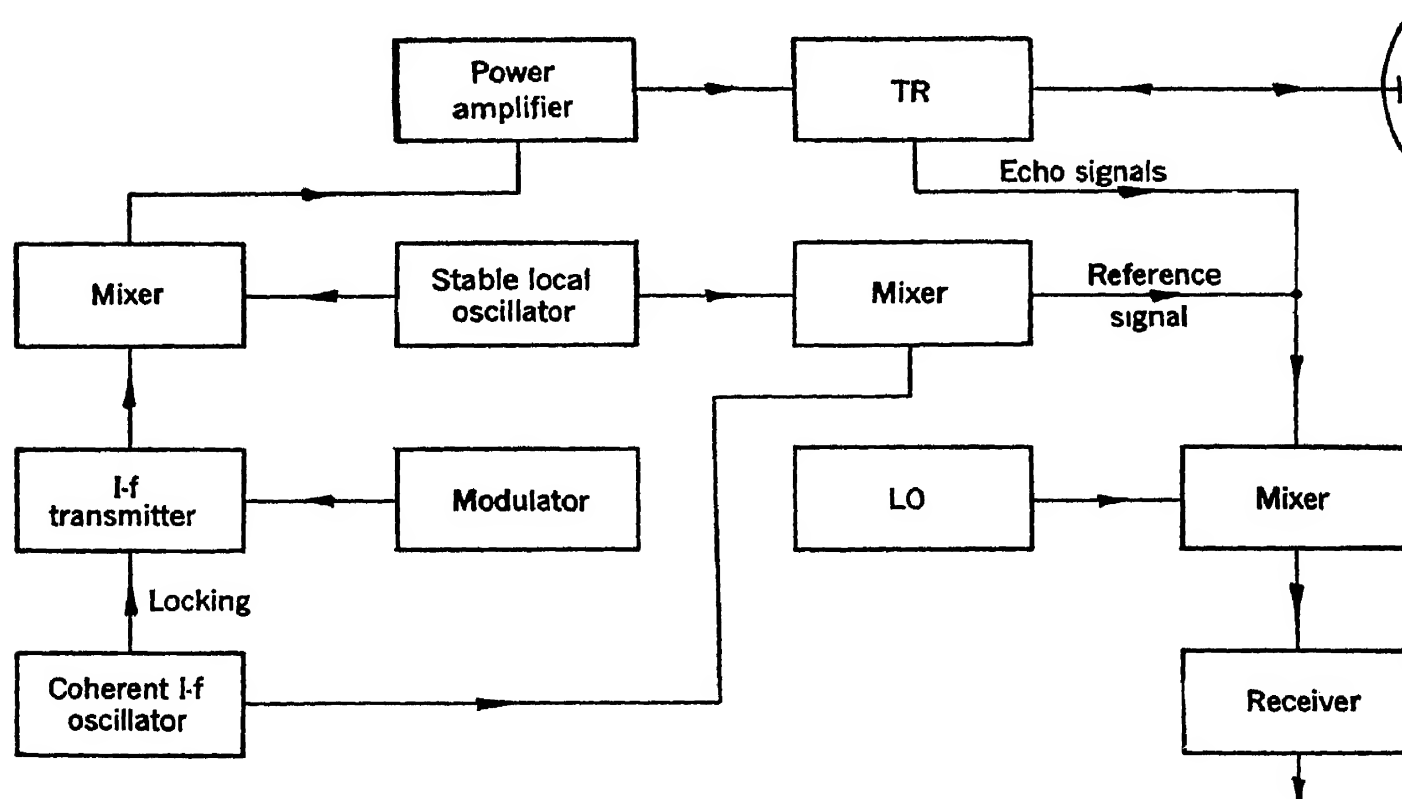 Power
amplifier
TR
Echo signals
Mixer
Stable local
oscillator
Mixer
Reference
signal
I-f
transmitter
Modulator
LO
Mixer
Locking
Coherent I-f
oscillator
Receiver